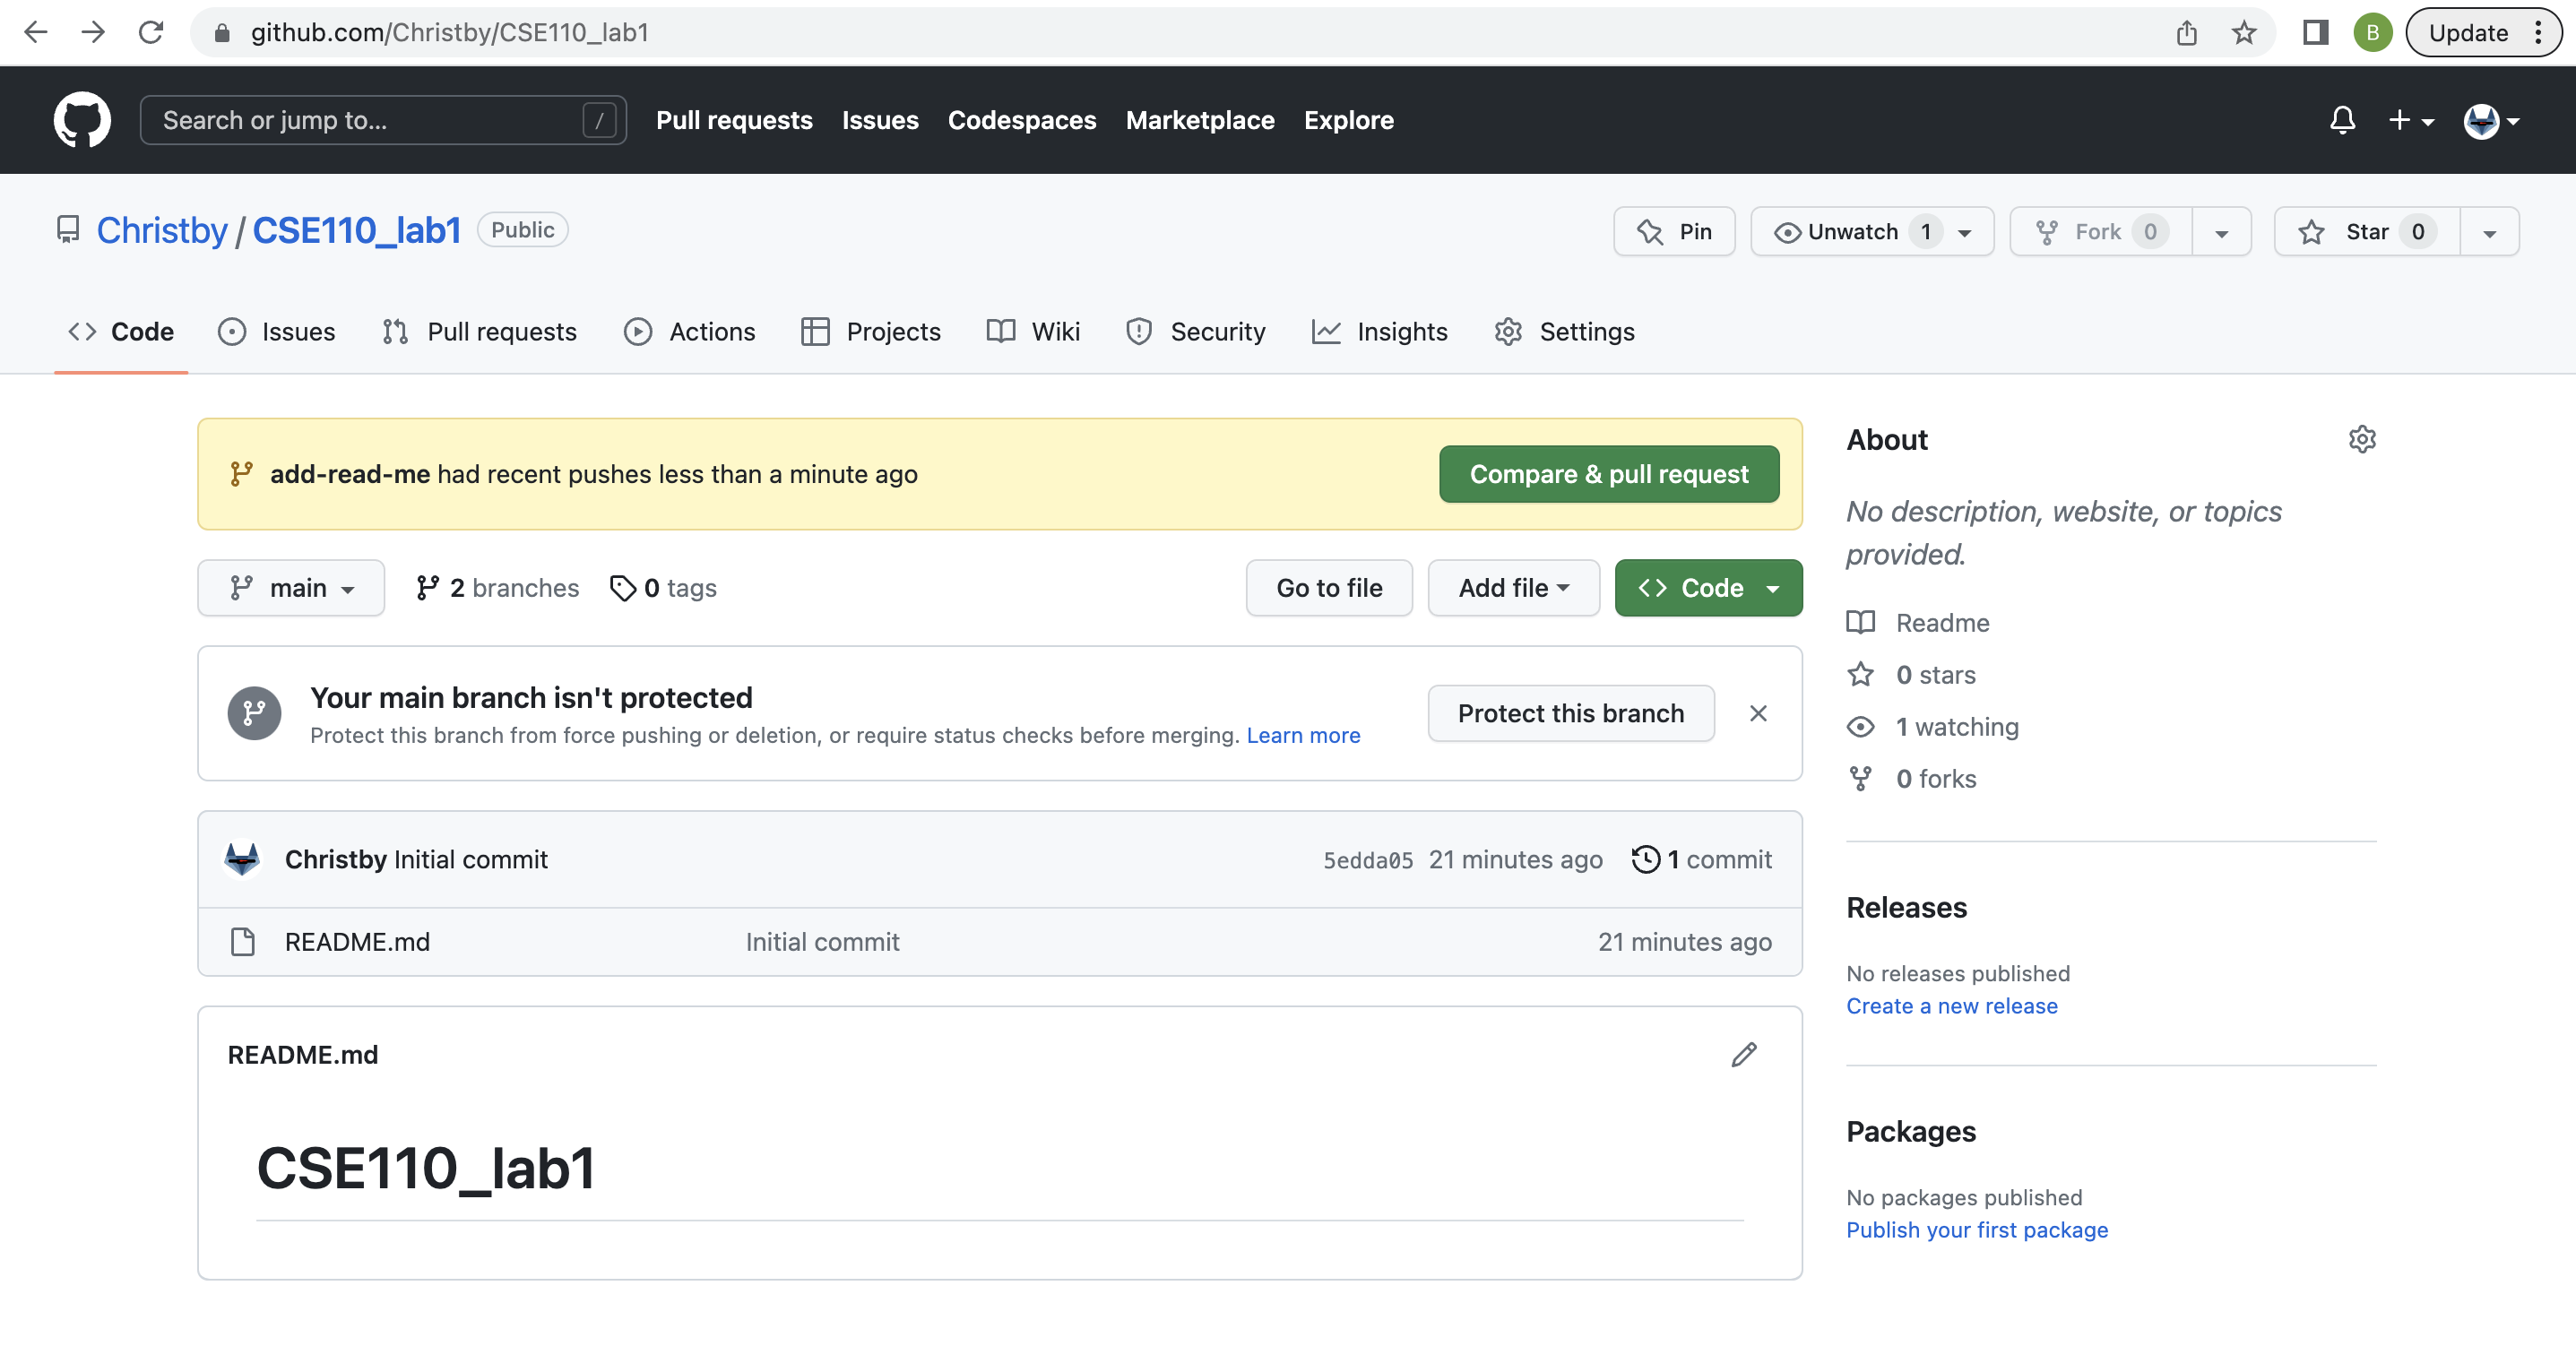 github.com/Christby/CSE110_lab1
B
Update
Search or jump to...
/
Pull requests
Issues
Codespaces
Marketplace
Explore
Christby / CSE110_lab1
Public
Pin
Unwatch 1
Fork 0
Star 0
Code
Issues
Pull requests
Actions
Projects
Wiki
Security
Insights
Settings
add-read-me had recent pushes less than a minute ago
Compare & pull request
main
2 branches
0 tags
Go to file
Add file
Code
Your main branch isn't protected
Protect this branch from force pushing or deletion, or require status checks before merging. Learn more
Protect this branch
Christby Initial commit
5edda05 21 minutes ago
1 commit
README.md
Initial commit
21 minutes ago
README.md
CSE110_lab1
About
No description, website, or topics
provided.
Readme
0 stars
1 watching
0 forks
Releases
No releases published
Create a new release
Packages
No packages published
Publish your first package